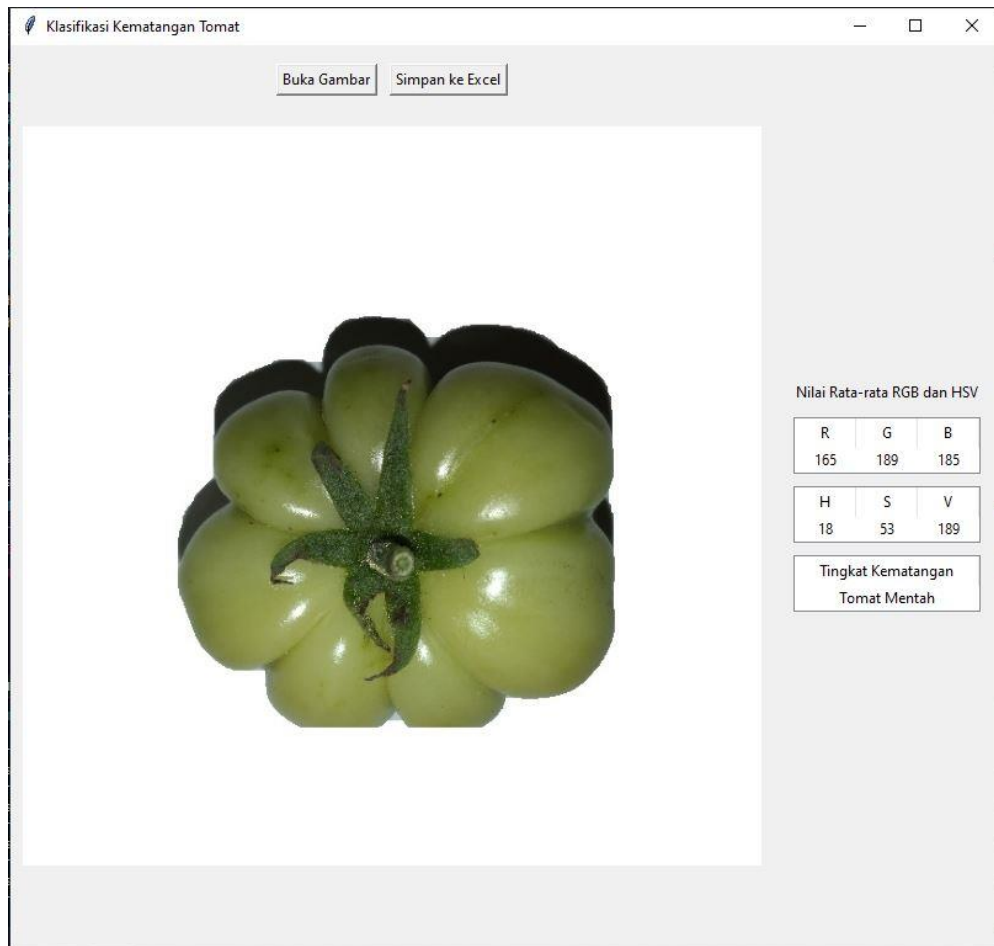 Klasifikasi Kematangan Tomat
Buka Gambar Simpan ke Excel
Nilai Rata-rata RGB dan HSV
R G B
165 189 185
H S V
18 53 189
Tingkat Kematangan
Tomat Mentah